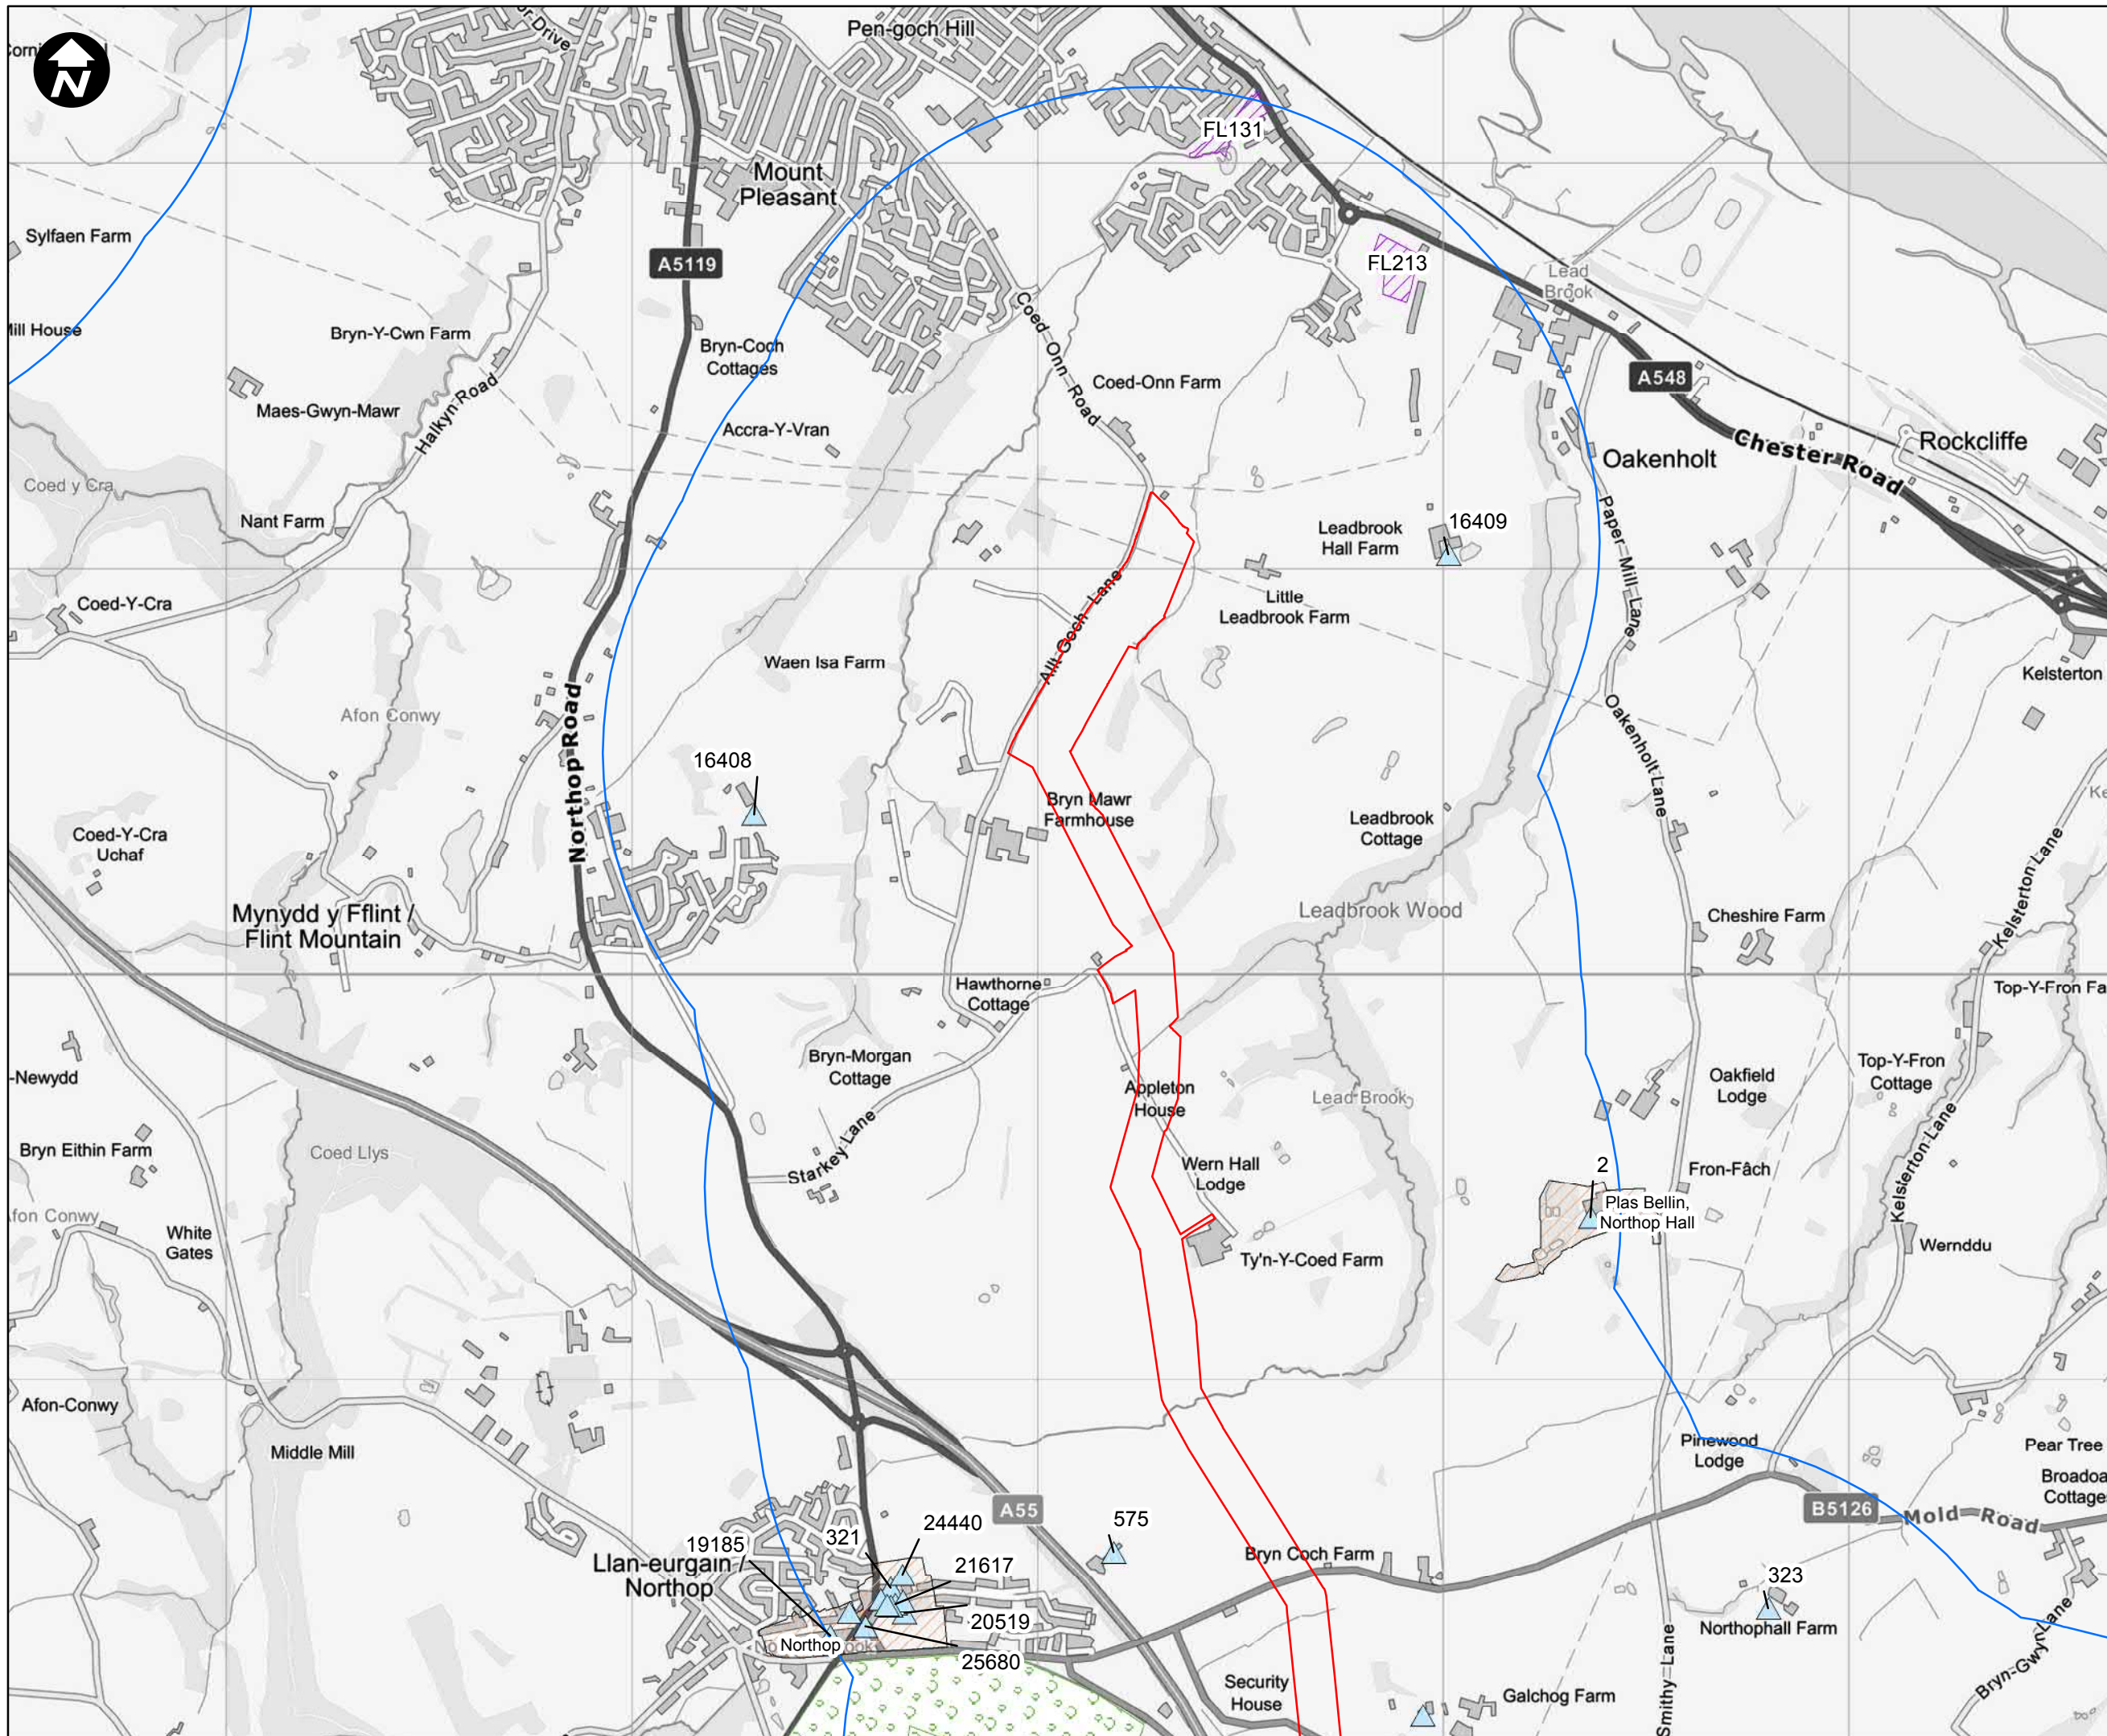 Pen-goch Hill
N
FL131
Mount
Pleasant
Sylfaen Farm
A5119
FL213
Lead
Brook
Mill House
Bryn-Y-Cwn Farm
Bryn-Coch
Cottages
Coed Onn Road
Coed-Onn Farm
A548
Maes-Gwyn-Mawr
Halkyn Road
Accra-Y-Vran
Chester Road
Rockcliffe
Oakenholt
Coed y Cra
Nant Farm
Leadbrook
Hall Farm
16409
Paper Mill Lane
Coed-Y-Cra
Allt Goch Lane
Little
Leadbrook Farm
Waen Isa Farm
Kelsterton
Afon Conwy
Northop Road
Oakenholt Lane
16408
Bryn Mawr
Farmhouse
Leadbrook
Cottage
Coed-Y-Cra
Uchaf
Kelsterton Lane
Mynydd y Fflint /
Flint Mountain
Leadbrook Wood
Cheshire Farm
Hawthorne
Cottage
Top-Y-Fron Fa
-Newydd
Bryn-Morgan
Cottage
Appleton
House
Lead Brook
Oakfield
Lodge
Top-Y-Fron
Cottage
Bryn Eithin Farm
Coed Llys
Starkey Lane
Wern Hall
Lodge
2
Fron-Fâch
Kelsterton Lane
Plas Bellin,
Northop Hall
Afon Conwy
White
Gates
Ty'n-Y-Coed Farm
Wernddu
Afon-Conwy
Middle Mill
Pinewood
Lodge
Pear Tree
Broadoa
Cottage
A55
B5126
Mold Road
19185
321
24440
575
Llan-eurgain /
Northop
21617
Bryn Coch Farm
323
20519
Northop
Northophall Farm
25680
Security
House
Galchog Farm
Smithy Lane
Bryn-Gwyn Lane